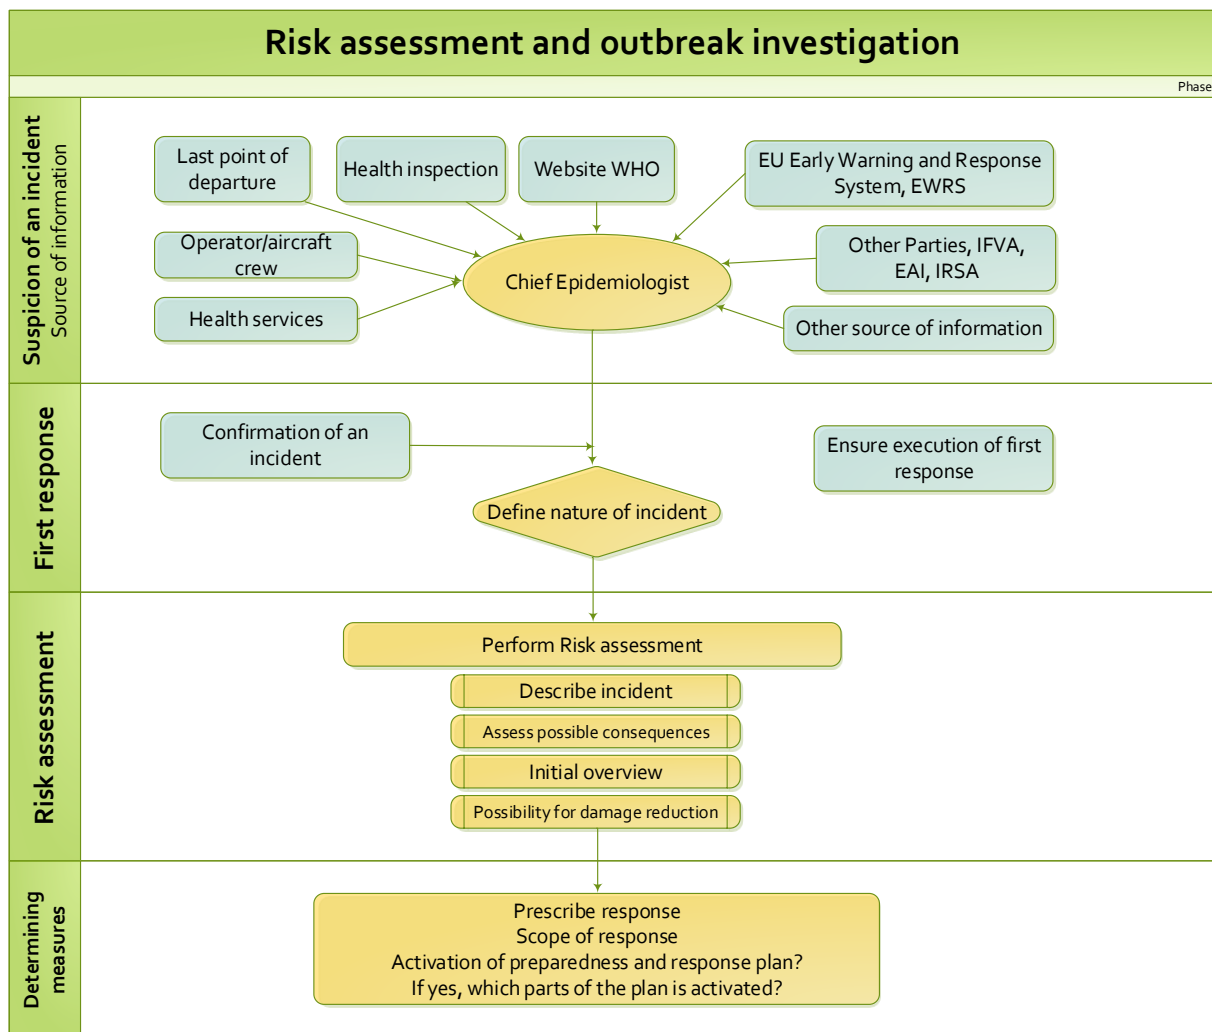 Risk assessment and outbreak investigation
Phase
Suspicion of an incident
Source of information
Last point of
departure
Health inspection
Website WHO
EU Early Warning and Response
System, EWRS
Operator/aircraft
crew
Other Parties, IFVA,
EAI, IRSA
Chief Epidemiologist
Health services
Other source of information
First response
Confirmation of an
incident
Ensure execution of first
response
Define nature of incident
Risk assessment
Perform Risk assessment
Describe incident
Assess possible consequences
Initial overview
Possibility for damage reduction
Determining
measures
Prescribe response
Scope of response
Activation of preparedness and response plan?
If yes, which parts of the plan is activated?